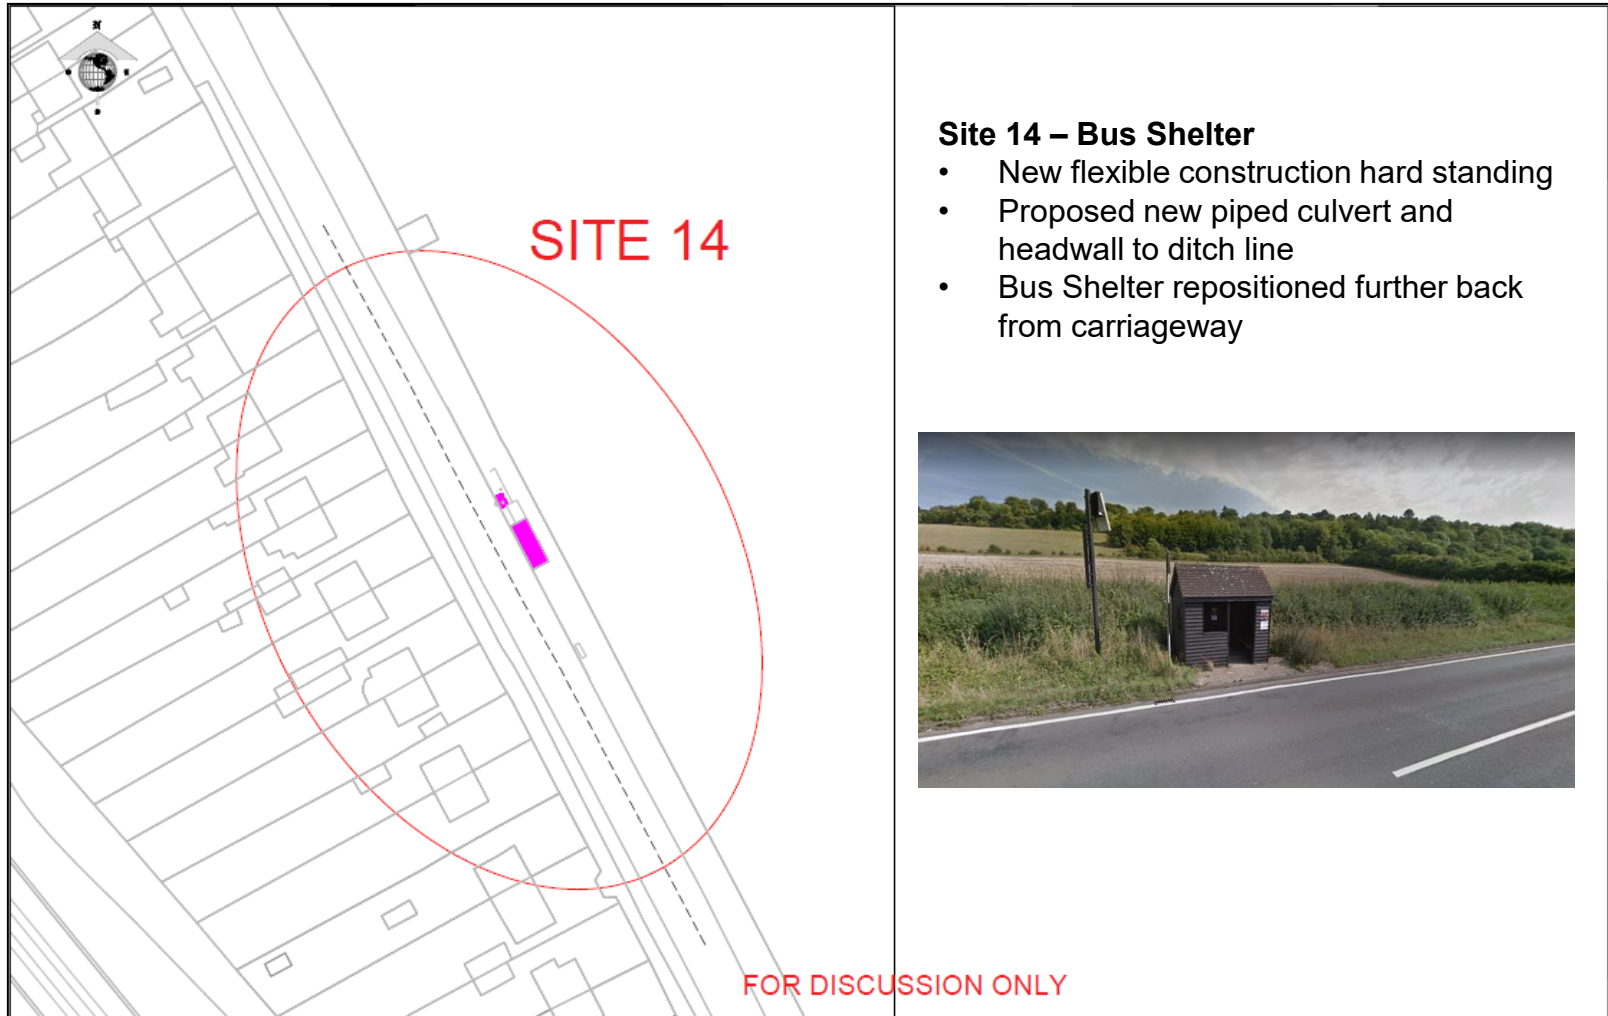 SITE 14
Site 14 – Bus Shelter
• New flexible construction hard standing
• Proposed new piped culvert and
headwall to ditch line
• Bus Shelter repositioned further back
from carriageway
FOR DISCUSSION ONLY